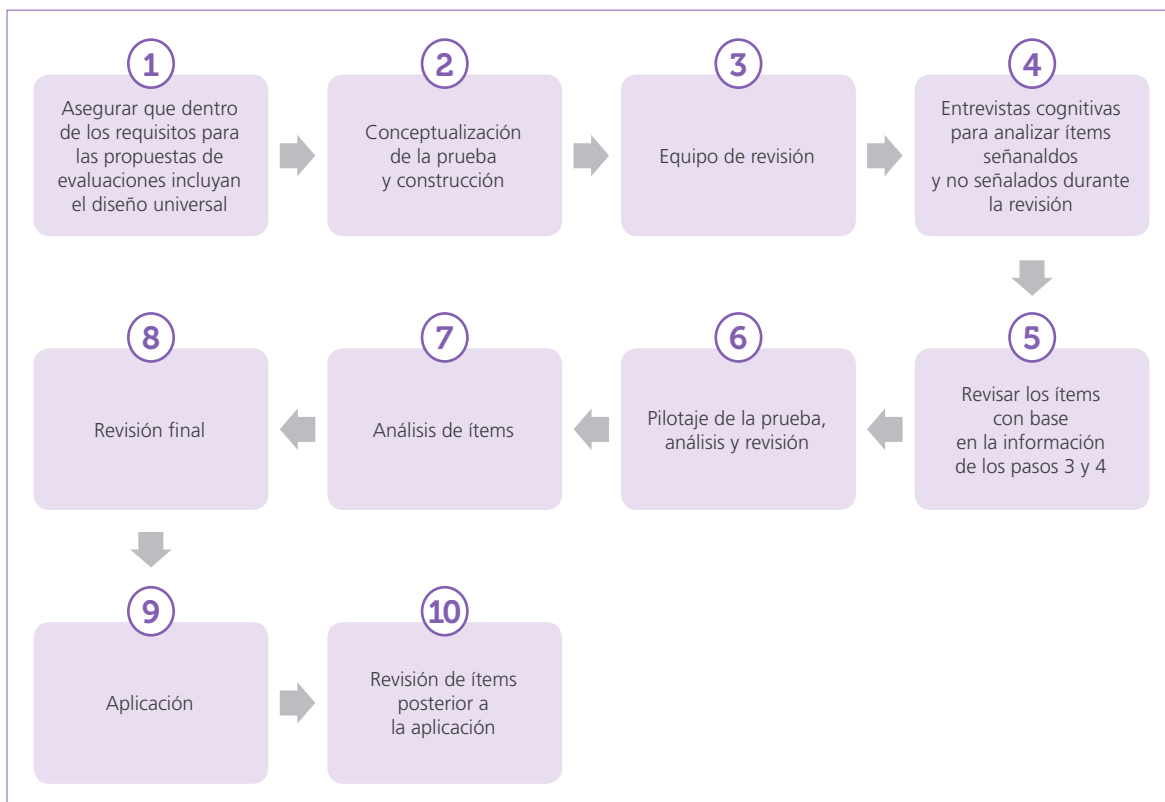 1
Asegurar que dentro
de los requisitos para
las propuestas de
evaluaciones incluyan
el diseño universal
2
Conceptualización
de la prueba
y construcción
3
Equipo de revisión
4
Entrevistas cognitivas
para analizar ítems
señanaldos
y no señalados durante
la revisión
5
Revisar los ítems
con base
en la información
de los pasos 3 y 4
6
Pilotaje de la prueba,
análisis y revisión
7
Análisis de ítems
8
Revisión final
9
Aplicación
10
Revisión de ítems
posterior a
la aplicación